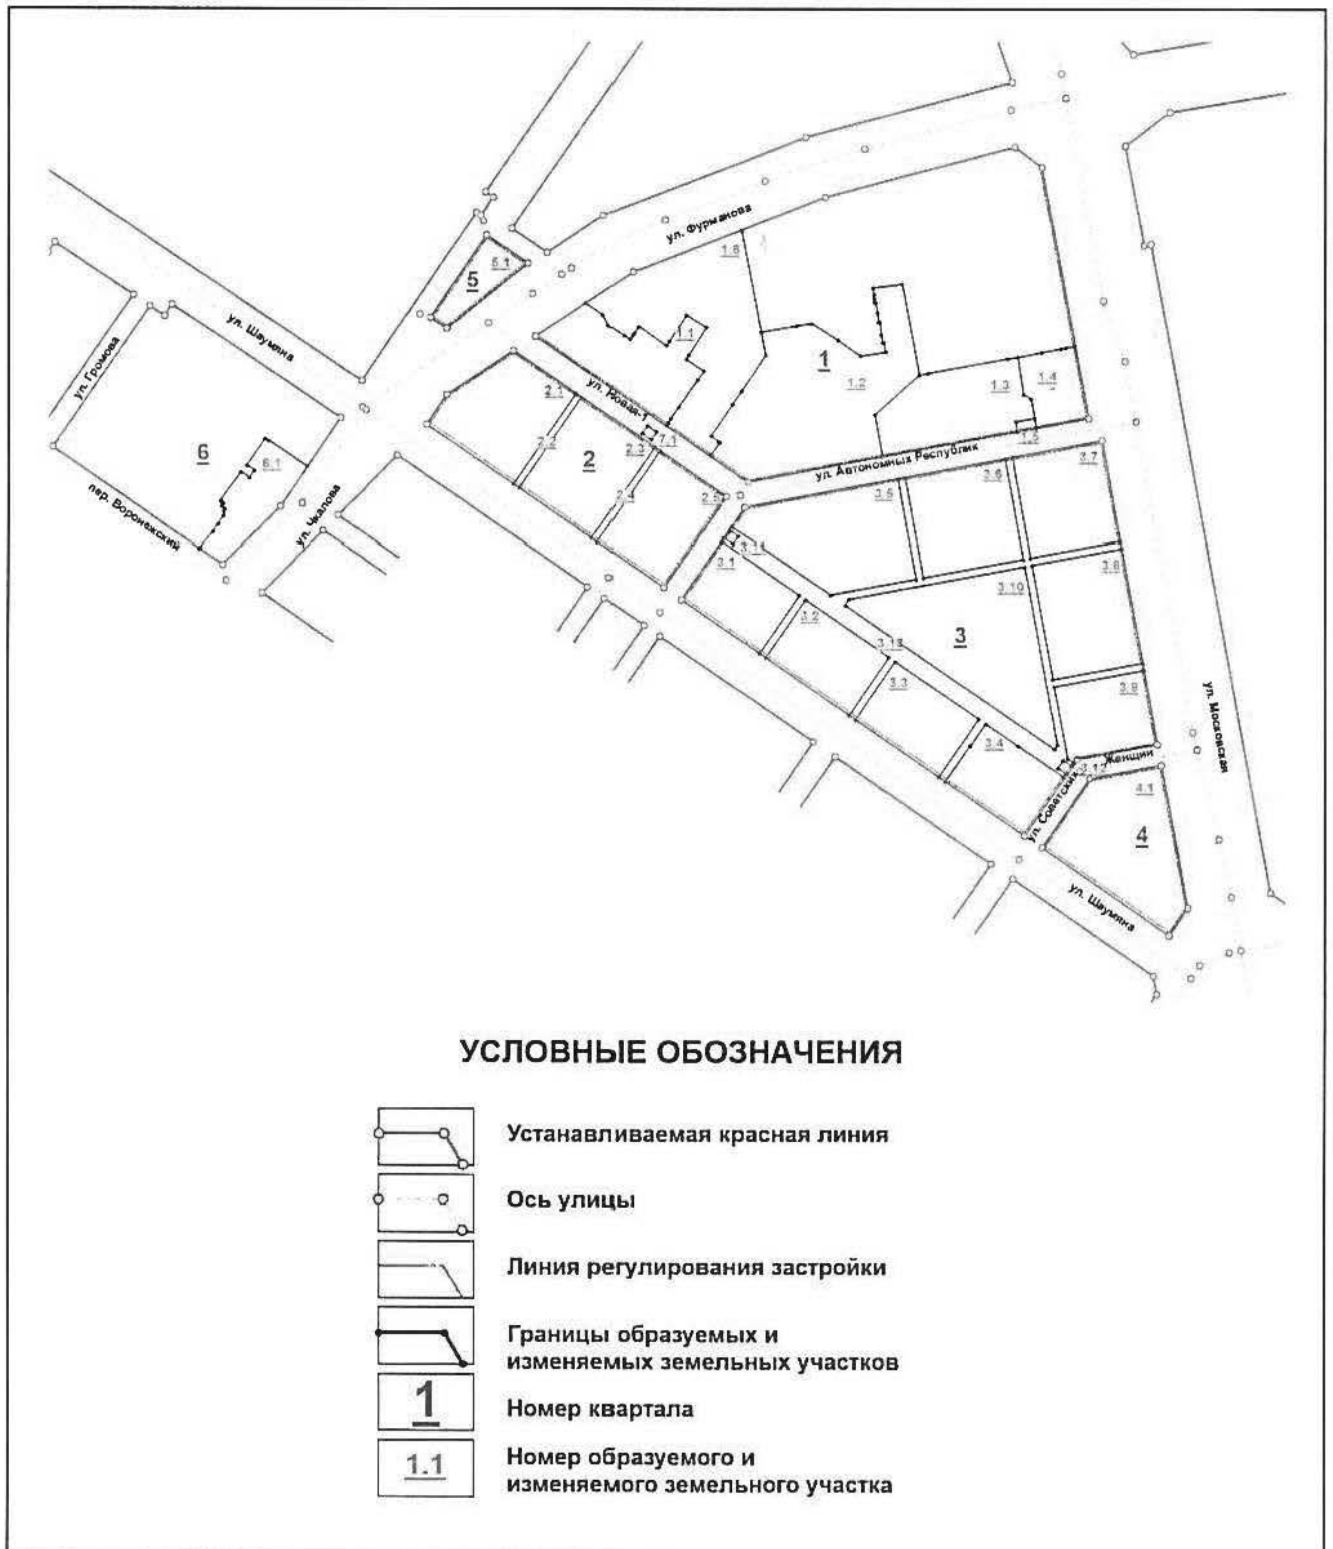 ул. Фурманова
1.6
5.1
5
ул. Шаумяна
ул. Громова
1.1
1
1.2
1.3
1.4
1.5
ул. Новая-1
2.1
2.2
7.1
2.3
2
2.4
2.5
ул. Автономных Республик
3.5
3.6
3.7
6
6.1
пер. Воронежский
ул. Чкалова
3.11
3.1
3.2
3.3
3.4
3.10
3.8
3
3.9
ул. Московская
ул. Советских Женщин
3.12
4.1
4
ул. Шаумяна
УСЛОВНЫЕ ОБОЗНАЧЕНИЯ
Устанавливаемая красная линия
Ось улицы
Линия регулирования застройки
Границы образуемых и
изменяемых земельных участков
1
Номер квартала
1.1
Номер образуемого и
изменяемого земельного участка